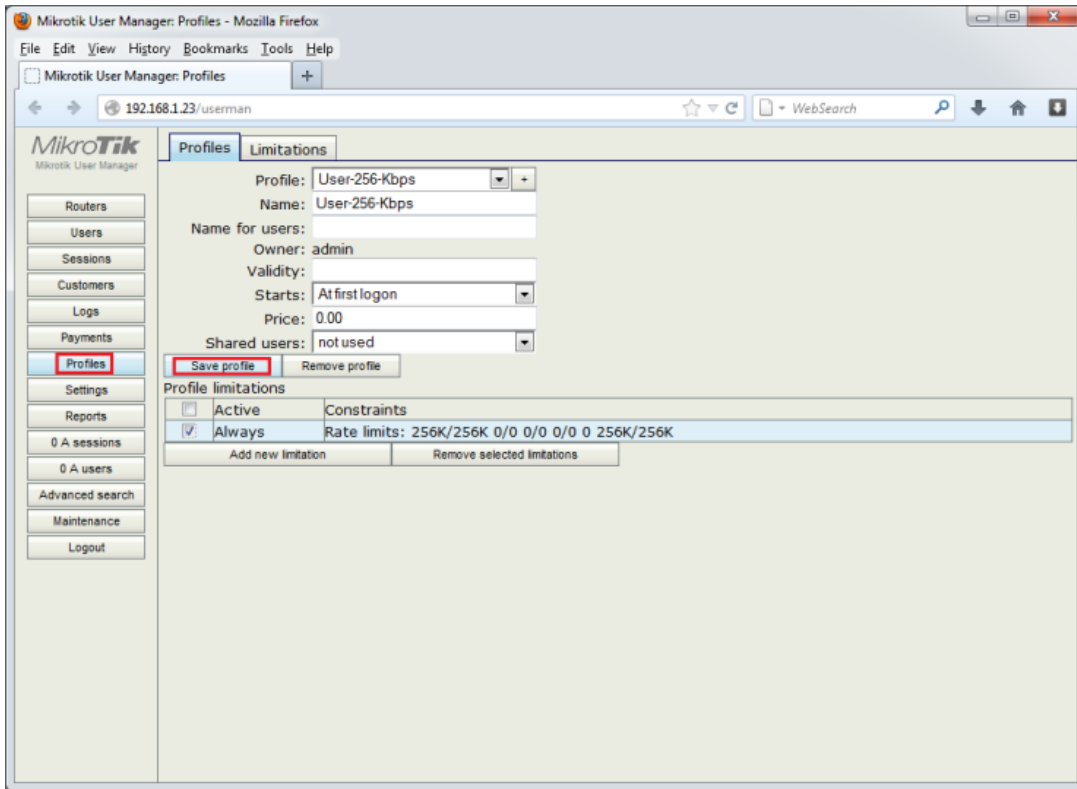 Mikrotik User Manager: Profiles - Mozilla Firefox
File Edit View History Bookmarks Tools Help
Mikrotik User Manager: Profiles +
192.168.1.23/userman WebSearch
MikroTik
Mikrotik User Manager
Routers
Users
Sessions
Customers
Logs
Payments
Profiles
Settings
Reports
0 A sessions
0 A users
Advanced search
Maintenance
Logout
Profiles Limitations
Profile: User-256-Kbps +
Name: User-256-Kbps
Name for users:
Owner: admin
Validity:
Starts: At first logon
Price: 0.00
Shared users: not used
Save profile Remove profile
Profile limitations
Active Constraints
Always Rate limits: 256K/256K 0/0 0/0 0/0 0 256K/256K
Add new limitation Remove selected limitations